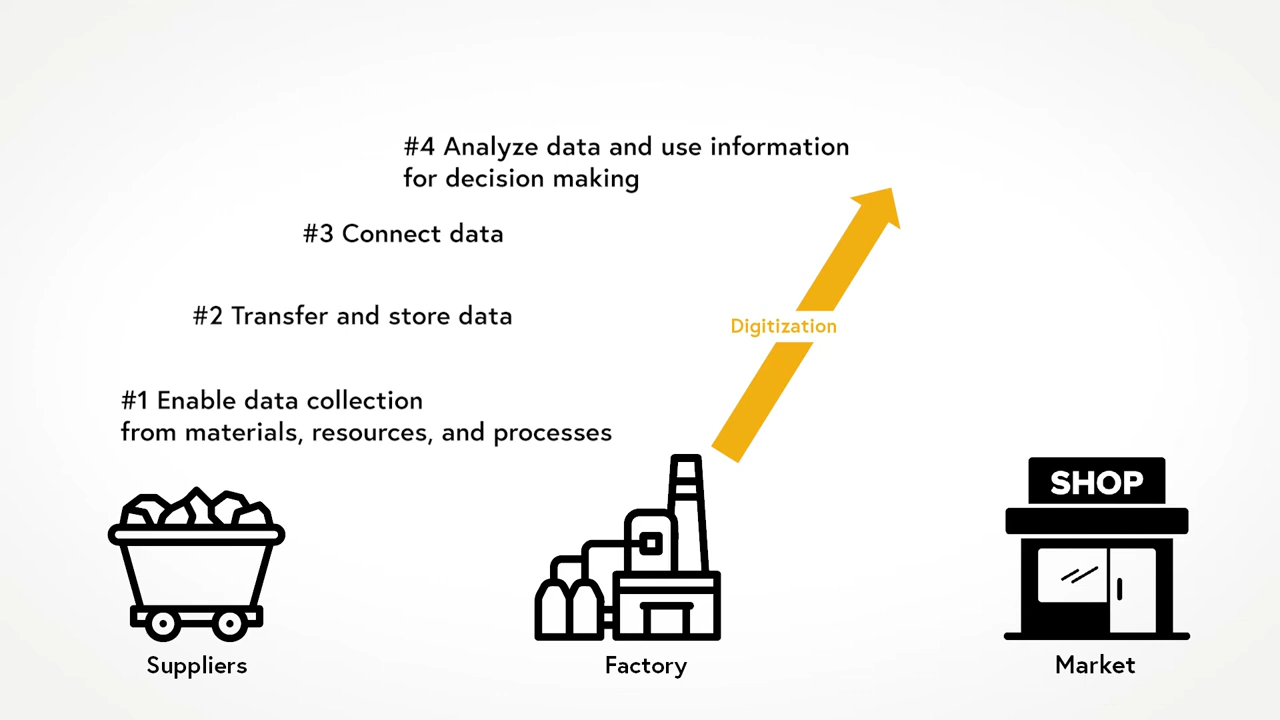 #4 Analyze data and use information
for decision making
#3 Connect data
#2 Transfer and store data
Digitization
#1 Enable data collection
from materials, resources, and processes
SHOP
Suppliers
Factory
Market